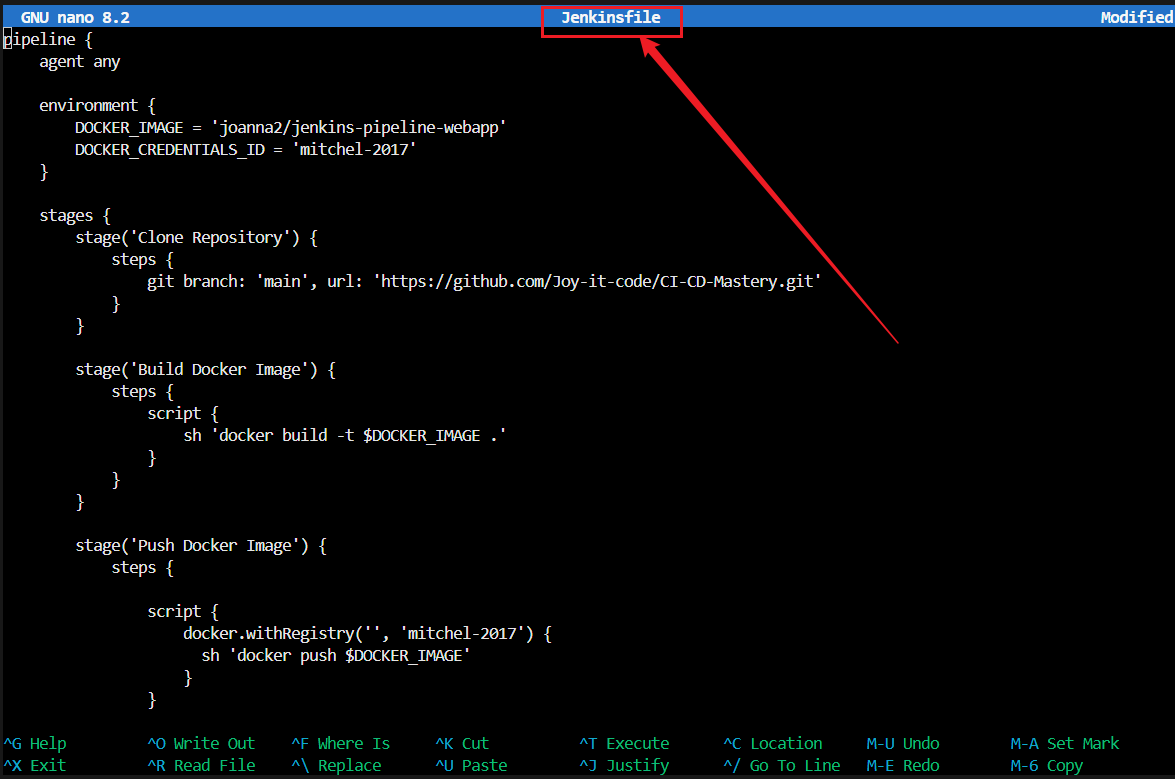 GNU nano 8.2 Jenkinsfile Modified
pipeline {
    agent any

    environment {
        DOCKER_IMAGE = 'joanna2/jenkins-pipeline-webapp'
        DOCKER_CREDENTIALS_ID = 'mitchel-2017'
    }

    stages {
        stage('Clone Repository') {
            steps {
                git branch: 'main', url: 'https://github.com/Joy-it-code/CI-CD-Mastery.git'
            }
        }

        stage('Build Docker Image') {
            steps {
                script {
                    sh 'docker build -t $DOCKER_IMAGE .'
                }
            }
        }

        stage('Push Docker Image') {
            steps {

                script {
                    docker.withRegistry('', 'mitchel-2017') {
                      sh 'docker push $DOCKER_IMAGE'
                    }
                }
^G Help ^O Write Out ^F Where Is ^K Cut ^T Execute ^C Location M-U Undo M-A Set Mark
^X Exit ^R Read File ^\ Replace ^U Paste ^J Justify ^/ Go To Line M-E Redo M-6 Copy